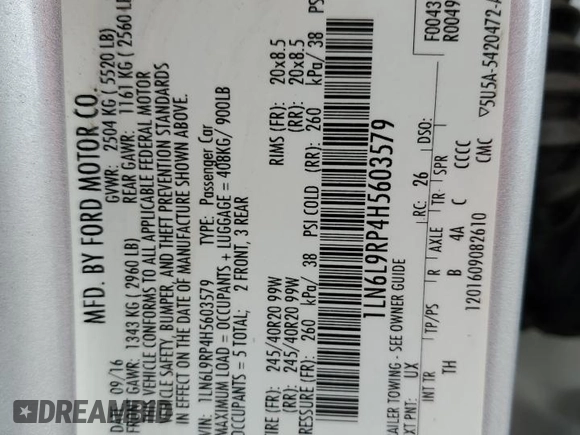 MFD. BY FORD MOTOR CO.
DATE: 09/16 GVWR: 2504 KG ( 5520 LB)
FRONT GAWR: 1343 KG ( 2960 LB) REAR GAWR: 1161 KG ( 2560 LB)
VEHICLE CONFORMS TO ALL APPLICABLE FEDERAL MOTOR
VEHICLE SAFETY, BUMPER, AND THEFT PREVENTION STANDARDS
IN EFFECT ON THE DATE OF MANUFACTURE SHOWN ABOVE.
VIN: 1LN6L9RP4H5603579 TYPE: Passenger Car
MAXIMUM LOAD = OCCUPANTS + LUGGAGE = 408KG/ 900LB
OCCUPANTS = 5 TOTAL; 2 FRONT, 3 REAR
TIRE (FR): 245/40R20 99W RIMS (FR): 20x8.5
245/40R20 99W (RR): 20x8.5
PRESSURE (FR): 260 kPa/ 38 PSI COLD (RR): 260 kPa/ 38 PSI
1LN6L9RP4H5603579
TRAILER TOWING - SEE OWNER GUIDE
EXT PNT: UX RC: 26 DSO:
INT TR TP/PS R AXLE TR SPR
TH B 4A C CCCC
1201609082610 CMC
F0043
R0049
▽5U5A-5420472-A
DREAMBID